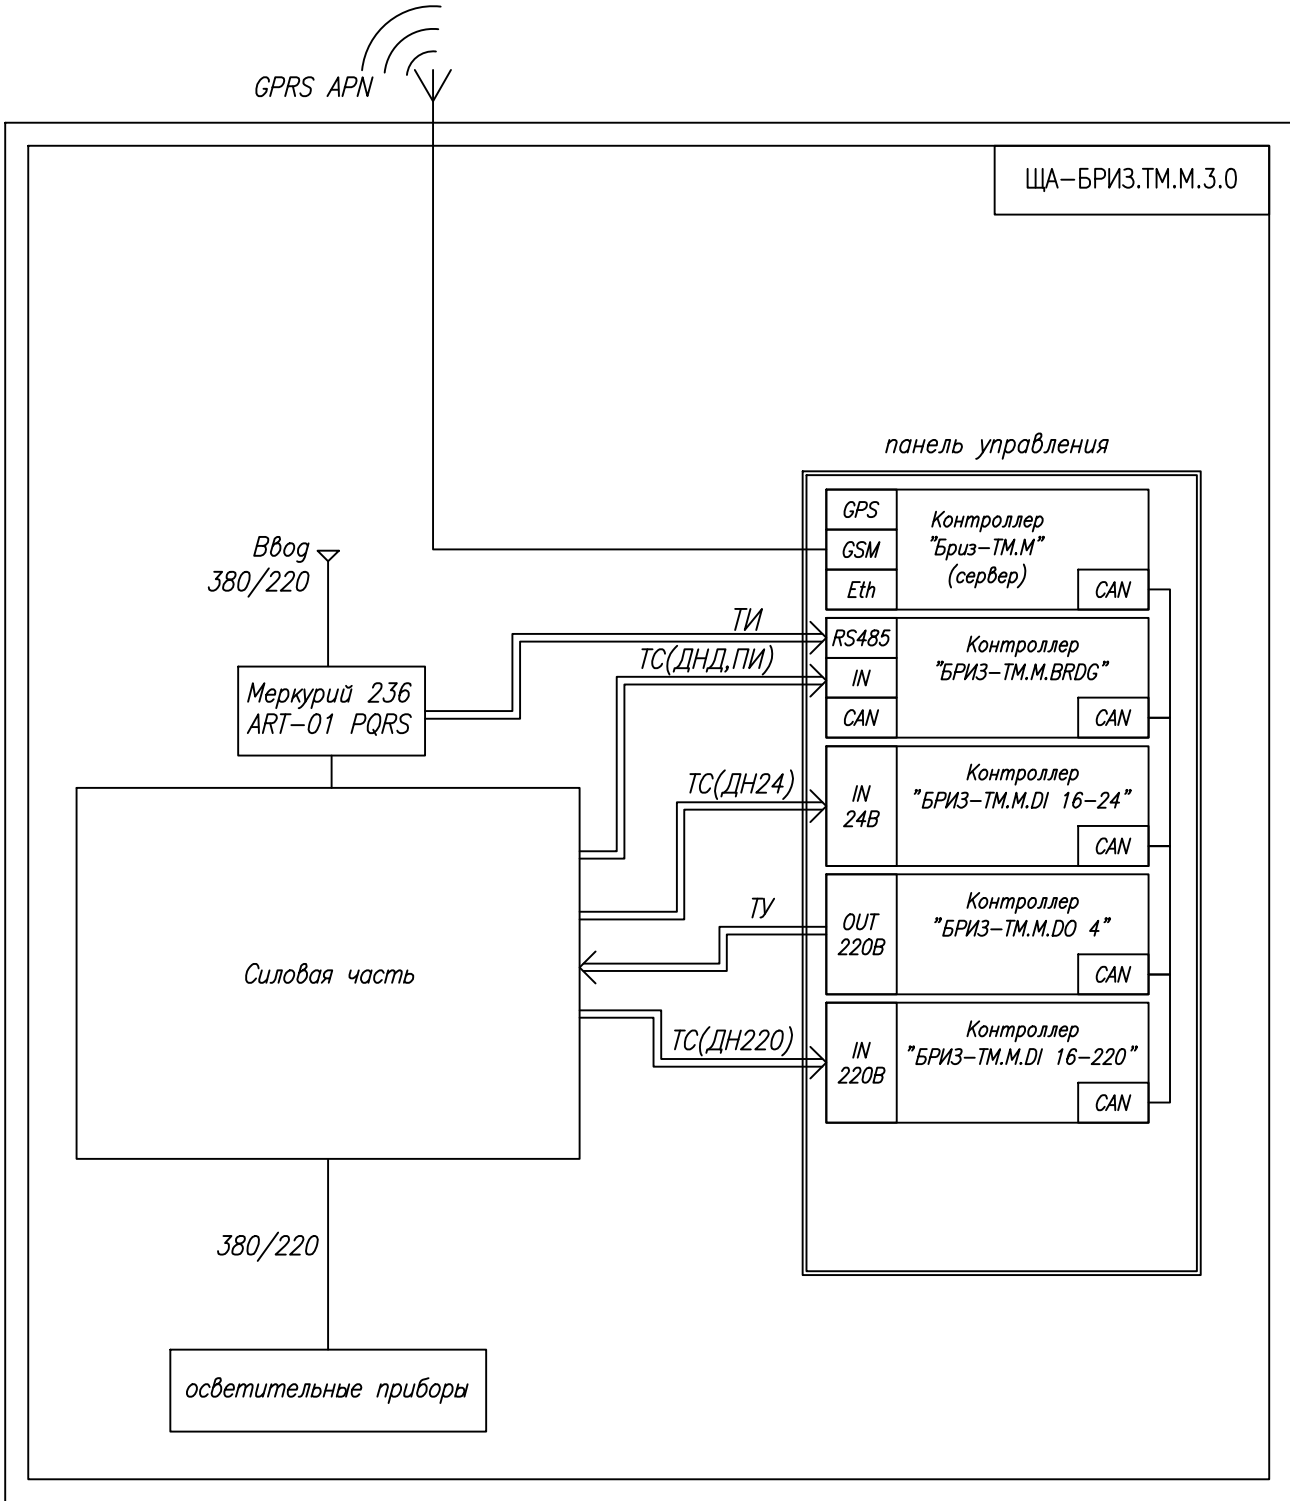 GPRS APN
ЩА-БРИЗ.ТМ.М.3.0
панель управления
GPS
GSM
Eth
Контроллер
"Бриз-ТМ.М"
(сервер)
CAN
Ввод
380/220
Меркурий 236
ART-01 PQRS
ТИ
ТС(ДНД,ПИ)
RS485
IN
CAN
Контроллер
"БРИЗ-ТМ.М.BRDG"
CAN
ТС(ДН24)
IN
24В
Контроллер
"БРИЗ-ТМ.М.DI 16-24"
CAN
ТУ
OUT
220В
Контроллер
"БРИЗ-ТМ.М.DO 4"
CAN
Силовая часть
ТС(ДН220)
IN
220В
Контроллер
"БРИЗ-ТМ.М.DI 16-220"
CAN
380/220
осветительные приборы